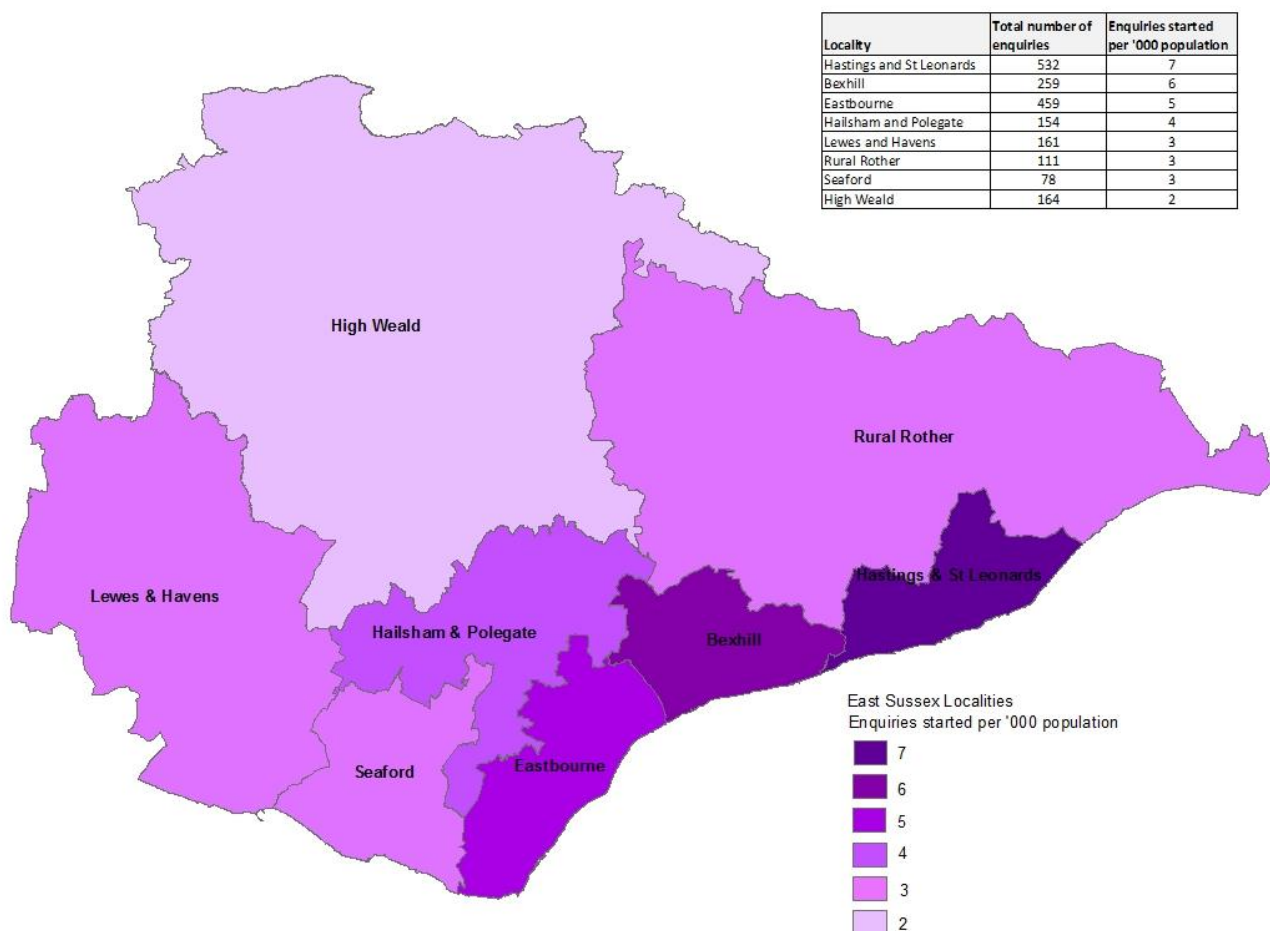 Locality Total number of enquiries Enquiries started per '000 population
Hastings and St Leonards 532 7
Bexhill 259 6
Eastbourne 459 5
Hailsham and Polegate 154 4
Lewes and Havens 161 3
Rural Rother 111 3
Seaford 78 3
High Weald 164 2
High Weald
Rural Rother
Lewes & Havens
Hastings & St Leonards
Hailsham & Polegate
Bexhill
Seaford
Eastbourne
East Sussex Localities
Enquiries started per '000 population
7
6
5
4
3
2